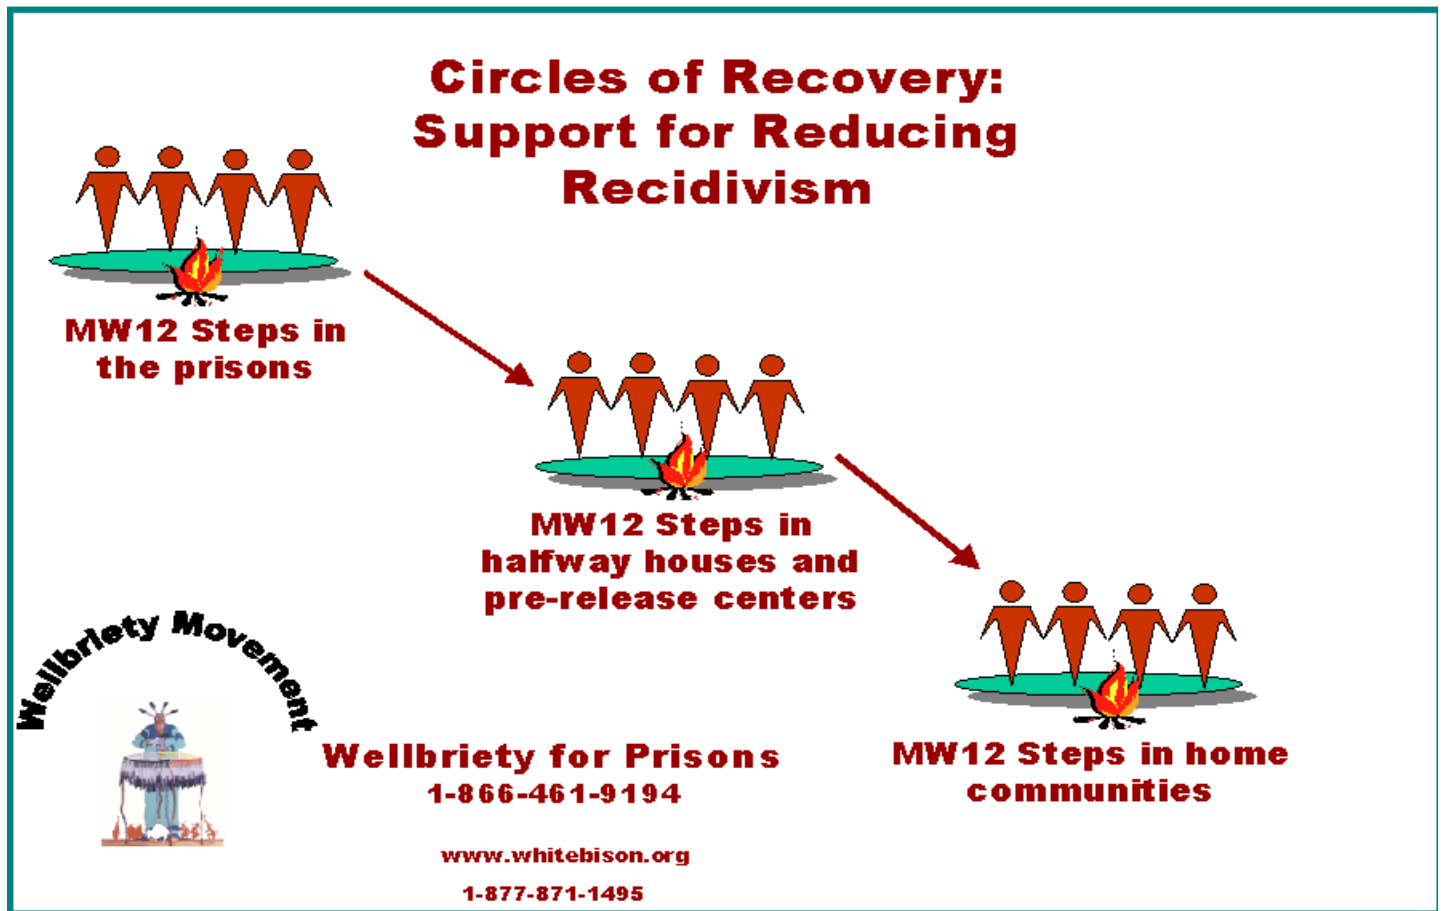 Circles of Recovery:
Support for Reducing
Recidivism
MW12 Steps in
the prisons
MW12 Steps in
halfway houses and
pre-release centers
MW12 Steps in home
communities
Wellbriety Movement
Wellbriety for Prisons
1-866-461-9194
www.whitebison.org
1-877-871-1495